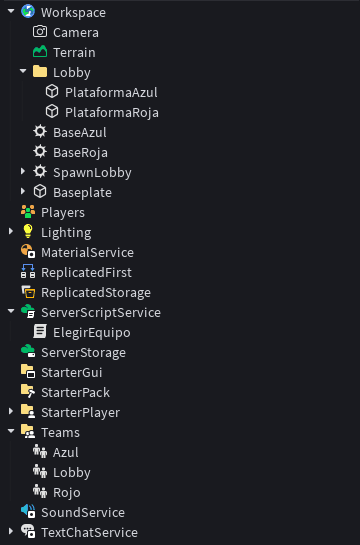 Workspace
Camera
Terrain
Lobby
PlataformaAzul
PlataformaRoja
BaseAzul
BaseRoja
SpawnLobby
Baseplate
Players
Lighting
MaterialService
ReplicatedFirst
ReplicatedStorage
ServerScriptService
ElegirEquipo
ServerStorage
StarterGui
StarterPack
StarterPlayer
Teams
Azul
Lobby
Rojo
SoundService
TextChatService